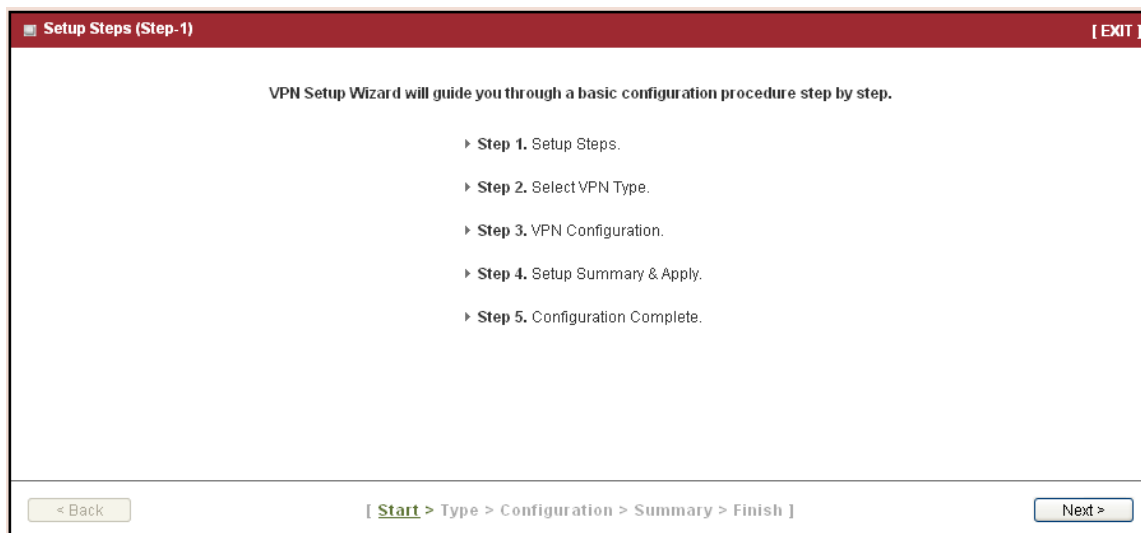 Setup Steps (Step-1)
[ EXIT ]
VPN Setup Wizard will guide you through a basic configuration procedure step by step.
Step 1. Setup Steps.
Step 2. Select VPN Type.
Step 3. VPN Configuration.
Step 4. Setup Summary & Apply.
Step 5. Configuration Complete.
< Back
[ Start > Type > Configuration > Summary > Finish ]
Next >